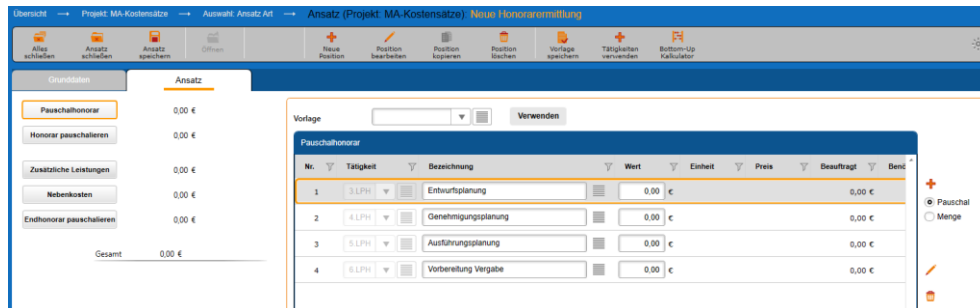 Übersicht → Projekt: MA-Kostensätze → Auswahl: Ansatz Art → Ansatz (Projekt: MA-Kostensätze): Neue Honorarermittlung
Alles schließen
Ansatz schließen
Ansatz speichern
Öffnen
Neue Position
Position bearbeiten
Position kopieren
Position löschen
Vorlage speichern
Tätigkeiten verwenden
Bottom-Up Kalkulator
Grunddaten Ansatz
Pauschalhonorar 0,00 €
Honorar pauschalieren 0,00 €
Zusätzliche Leistungen 0,00 €
Nebenkosten 0,00 €
Endhonorar pauschalieren 0,00 €
Gesamt 0,00 €
Vorlage Verwenden
Pauschalhonorar
Nr. Tätigkeit Bezeichnung Wert Einheit Preis Beauftragt Benö
1 3.LPH Entwurfsplanung 0,00 € 0,00 €
2 4.LPH Genehmigungsplanung 0,00 € 0,00 €
3 5.LPH Ausführungsplanung 0,00 € 0,00 €
4 6.LPH Vorbereitung Vergabe 0,00 € 0,00 €
Pauschal
Menge